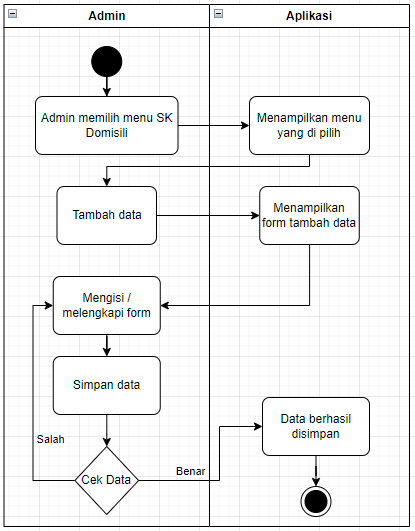 Admin
Aplikasi
Admin memilih menu SK
Domisili
Menampilkan menu
yang di pilih
Tambah data
Menampilkan
form tambah data
Mengisi /
melengkapi form
Simpan data
Data berhasil
disimpan
Salah
Cek Data
Benar